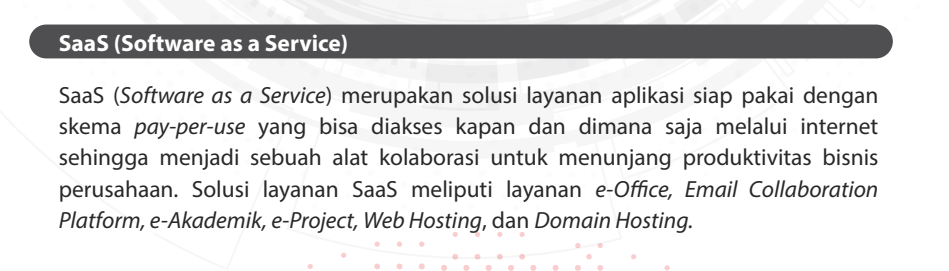 SaaS (Software as a Service)
SaaS (Software as a Service) merupakan solusi layanan aplikasi siap pakai dengan
skema pay-per-use yang bisa diakses kapan dan dimana saja melalui internet
sehingga menjadi sebuah alat kolaborasi untuk menunjang produktivitas bisnis
perusahaan. Solusi layanan SaaS meliputi layanan e-Office, Email Collaboration
Platform, e-Akademik, e-Project, Web Hosting, dan Domain Hosting.